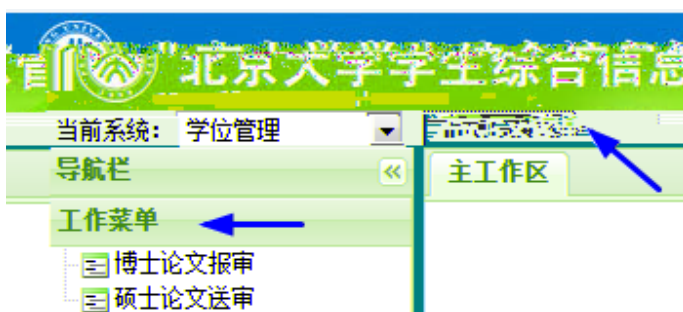 北京大学学生综合信息
当前系统: 学位管理
导航栏
主工作区
工作菜单
博士论文报审
硕士论文送审